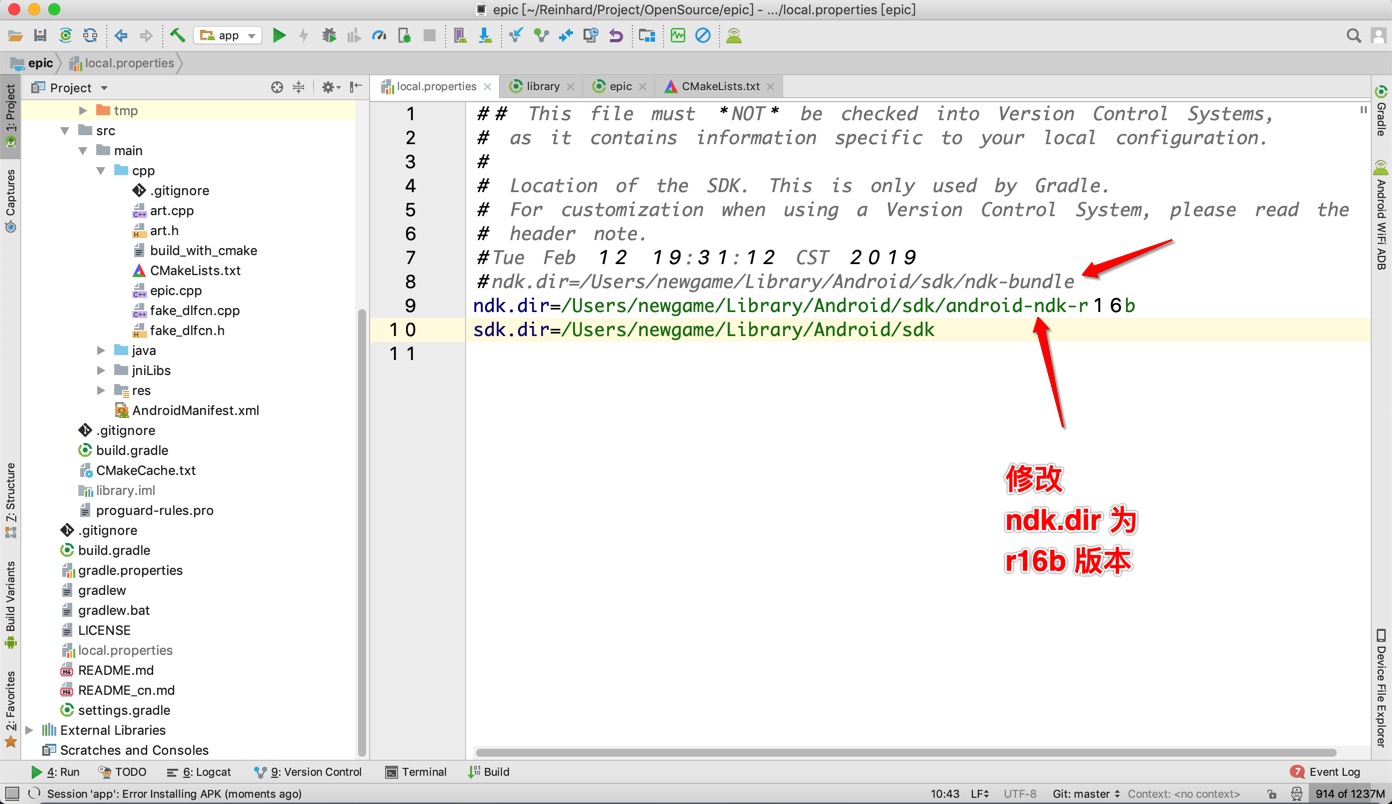 epic [~/Reinhard/Project/OpenSource/epic] - .../local.properties [epic]
app
epic
local.properties
Project
local.properties
library
epic
CMakeLists.txt
1: Project
Captures
Z: Structure
Build Variants
2: Favorites
tmp
src
main
cpp
.gitignore
art.cpp
art.h
build_with_cmake
CMakeLists.txt
epic.cpp
fake_dlfcn.cpp
fake_dlfcn.h
java
jniLibs
res
AndroidManifest.xml
.gitignore
build.gradle
CMakeCache.txt
library.iml
proguard-rules.pro
.gitignore
build.gradle
gradle.properties
gradlew
gradlew.bat
LICENSE
local.properties
README.md
README_cn.md
settings.gradle
External Libraries
Scratches and Consoles
1 ## This file must *NOT* be checked into Version Control Systems,
2 # as it contains information specific to your local configuration.
3 #
4 # Location of the SDK. This is only used by Gradle.
5 # For customization when using a Version Control System, please read the
6 # header note.
7 #Tue Feb 12 19:31:12 CST 2019
8 #ndk.dir=/Users/newgame/Library/Android/sdk/ndk-bundle
9 ndk.dir=/Users/newgame/Library/Android/sdk/android-ndk-r16b
10 sdk.dir=/Users/newgame/Library/Android/sdk
11
修改
ndk.dir 为
r16b 版本
Gradle
Android WiFi ADB
Device File Explorer
4: Run
TODO
6: Logcat
9: Version Control
Terminal
Build
7 Event Log
Session 'app': Error Installing APK (moments ago)
10:43
LF
UTF-8
Git: master
Context: <no context>
914 of 1237M